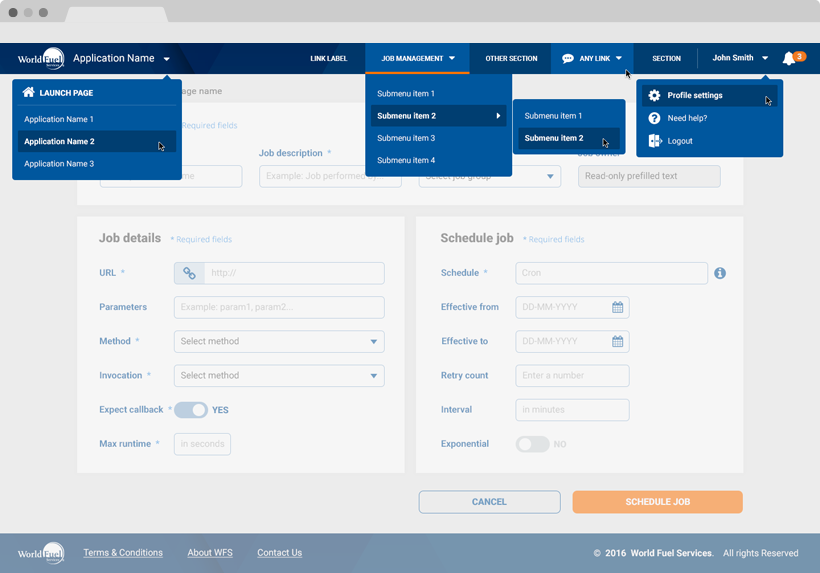 World Fuel Services
Application Name
LINK LABEL
JOB MANAGEMENT
OTHER SECTION
ANY LINK
SECTION
John Smith
3
LAUNCH PAGE
Application Name 1
Application Name 2
Application Name 3
Submenu item 1
Submenu item 2
Submenu item 3
Submenu item 4
Submenu item 1
Submenu item 2
Profile settings
Need help?
Logout
ge name
Required fields
Job description *
me
Example: Job performed by
Select job group
Read-only prefilled text
Job details * Required fields
URL * http://
Parameters Example: param1, param2...
Method * Select method
Invocation * Select method
Expect callback * YES
Max runtime * in seconds
Schedule job * Required fields
Schedule * Cron
Effective from DD-MM-YYYY
Effective to DD-MM-YYYY
Retry count Enter a number
Interval in minutes
Exponential NO
CANCEL
SCHEDULE JOB
World Fuel Services
Terms & Conditions
About WFS
Contact Us
© 2016 World Fuel Services. All rights Reserved